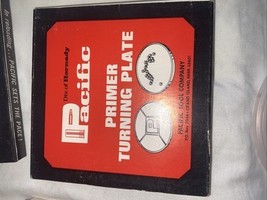 Div. of Hornady
Pacific
PRIMER
TURNING PLATE
PACIFIC TOOL COMPANY
PACIFIC SETS THE PACE!